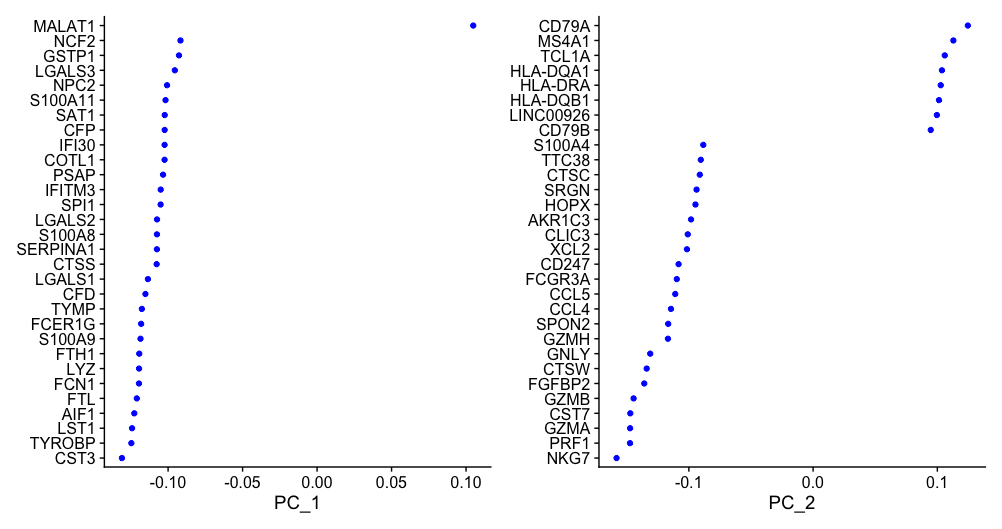 MALAT1
NCF2
GSTP1
LGALS3
NPC2
S100A11
SAT1
CFP
IFI30
COTL1
PSAP
IFITM3
SPI1
LGALS2
S100A8
SERPINA1
CTSS
LGALS1
CFD
TYMP
FCER1G
S100A9
FTH1
LYZ
FCN1
FTL
AIF1
LST1
TYROBP
CST3
-0.10 -0.05 0.00 0.05 0.10
PC_1
CD79A
MS4A1
TCL1A
HLA-DQA1
HLA-DRA
HLA-DQB1
LINC00926
CD79B
S100A4
TTC38
CTSC
SRGN
HOPX
AKR1C3
CLIC3
XCL2
CD247
FCGR3A
CCL5
CCL4
SPON2
GZMH
GNLY
CTSW
FGFBP2
GZMB
CST7
GZMA
PRF1
NKG7
-0.1 0.0 0.1
PC_2